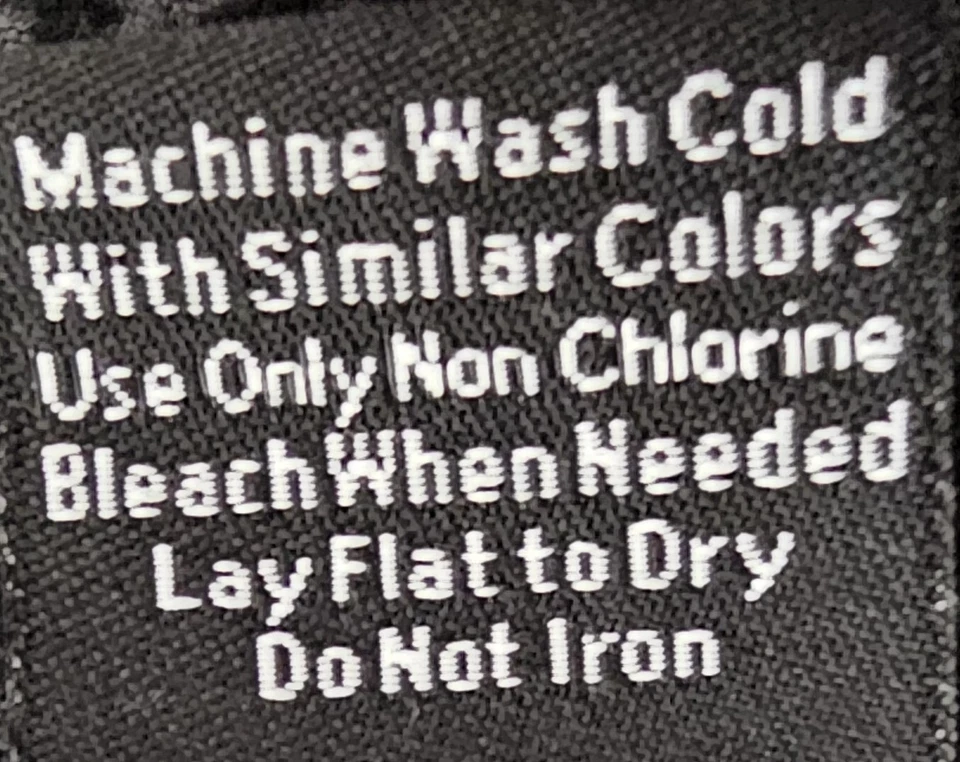 Machine Wash Cold
With Similar Colors
Use Only Non Chlorine
Bleach When Needed
Lay Flat to Dry
Do Not Iron